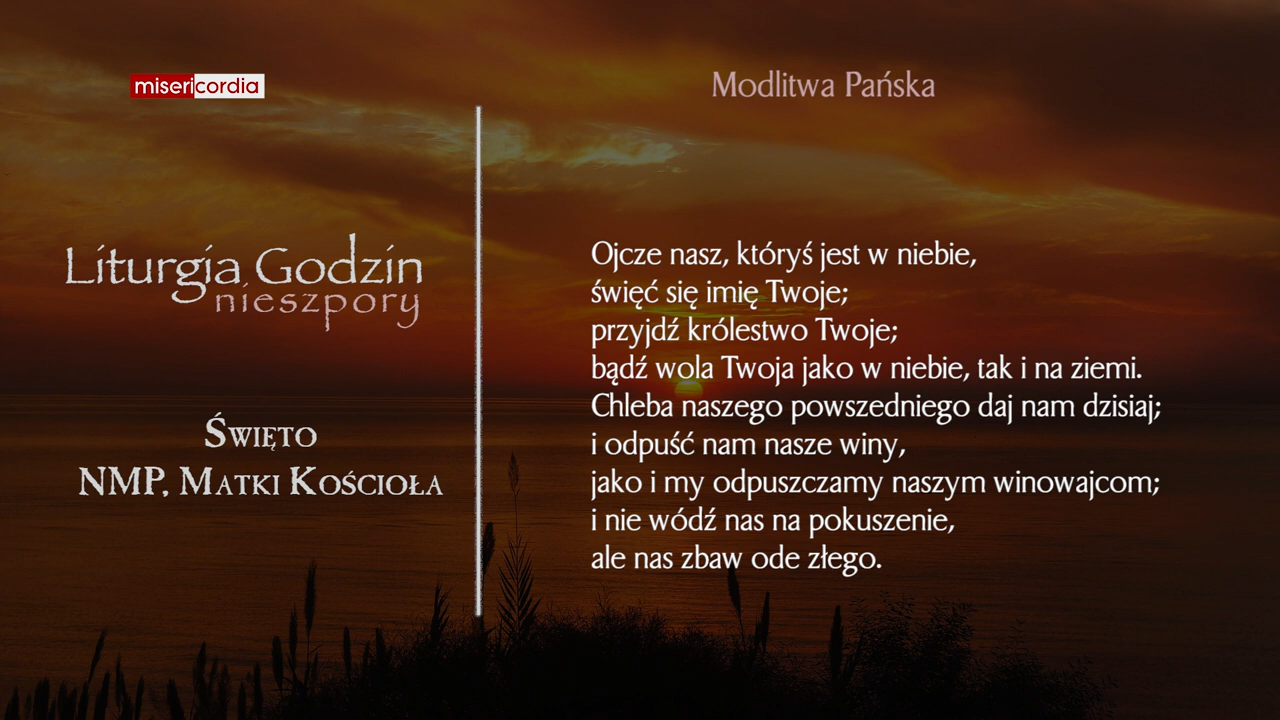 misericordia
Liturgia Godzin
nieszpory
Święto
NMP, Matki Kościoła
Modlitwa Pańska
Ojcze nasz, któryś jest w niebie,
święć się imię Twoje;
przyjdź królestwo Twoje;
bądź wola Twoja jako w niebie, tak i na ziemi.
Chleba naszego powszedniego daj nam dzisiaj;
i odpuść nam nasze winy,
jako i my odpuszczamy naszym winowajcom;
i nie wódź nas na pokuszenie,
ale nas zbaw ode złego.